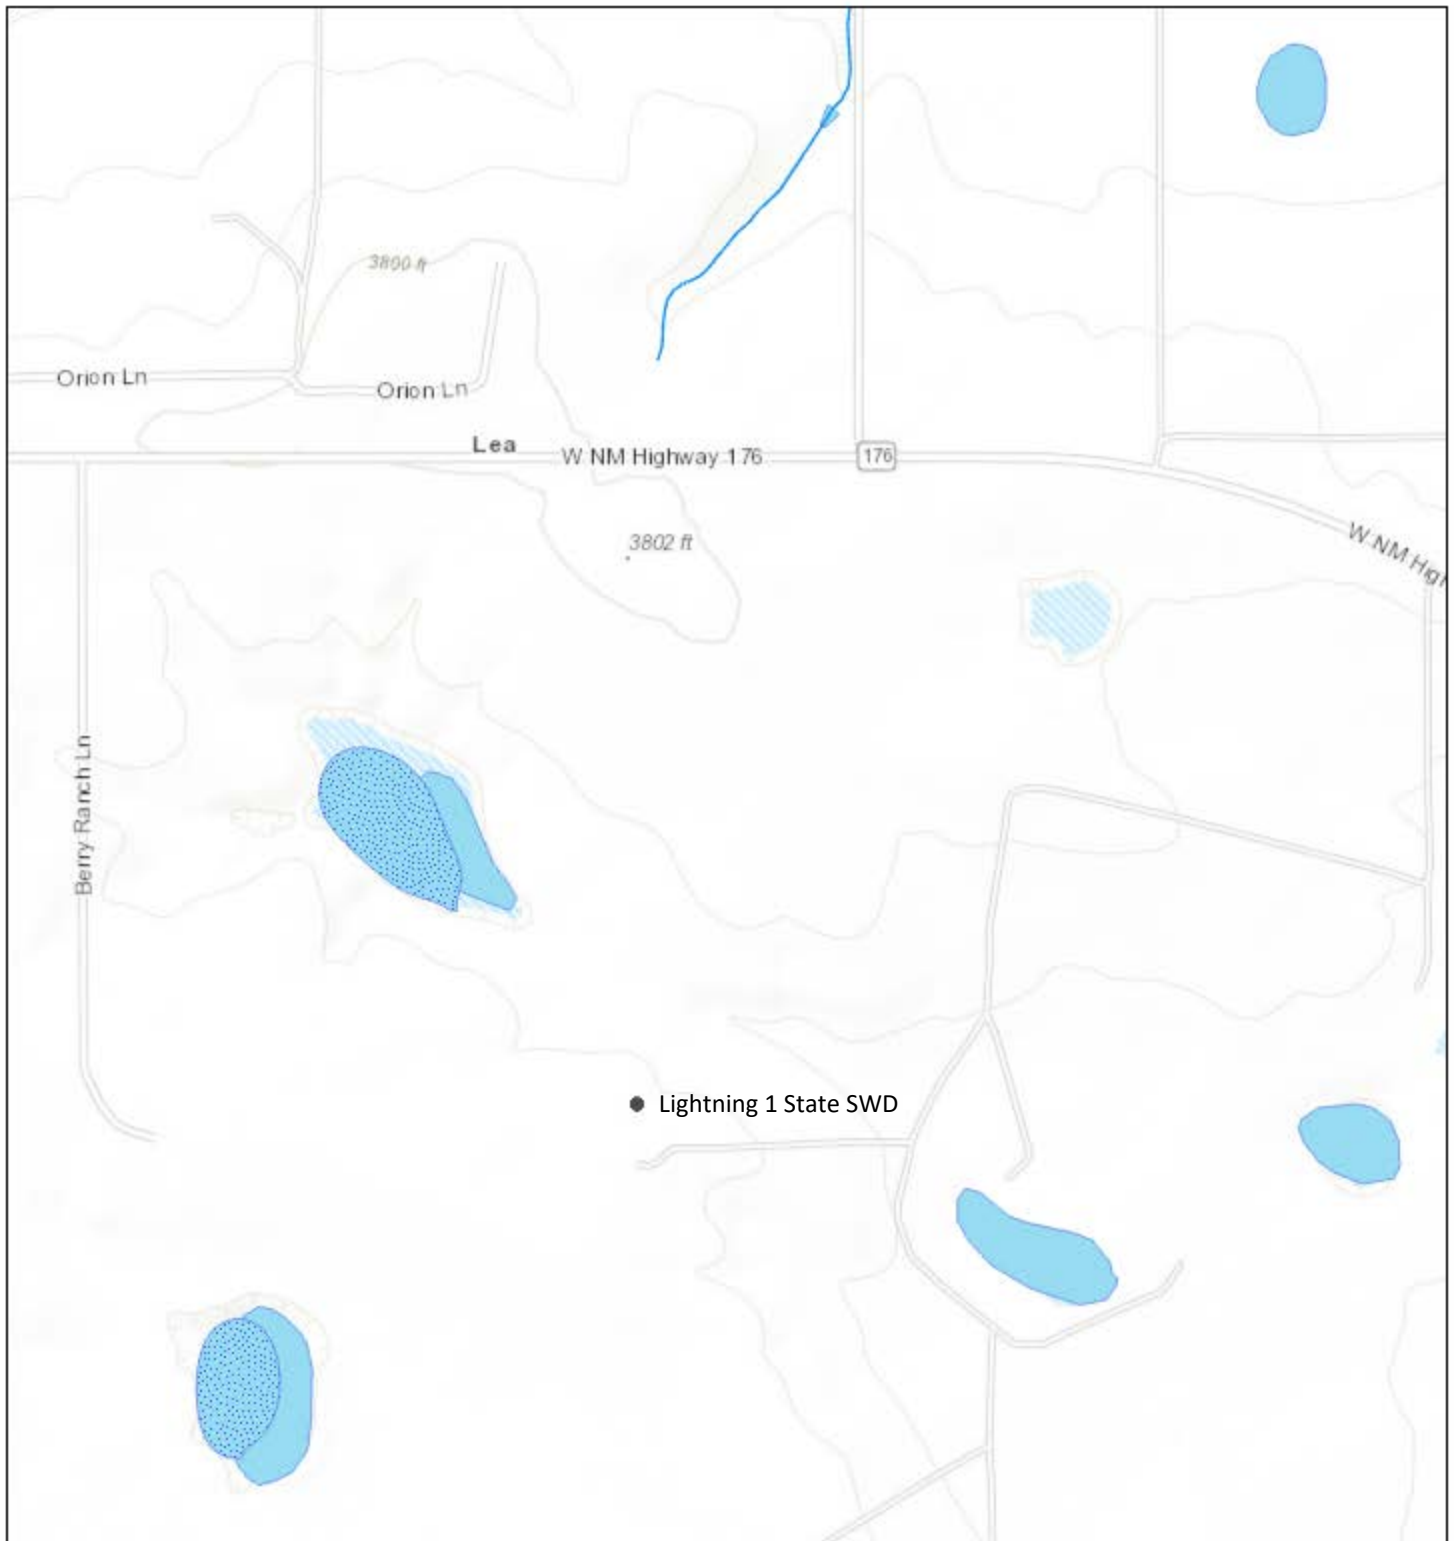 3800 ft
Orion Ln
Orion Ln
Lea
W NM Highway 176
176
W NM High
3802 ft
Berry Ranch Ln
Lightning 1 State SWD